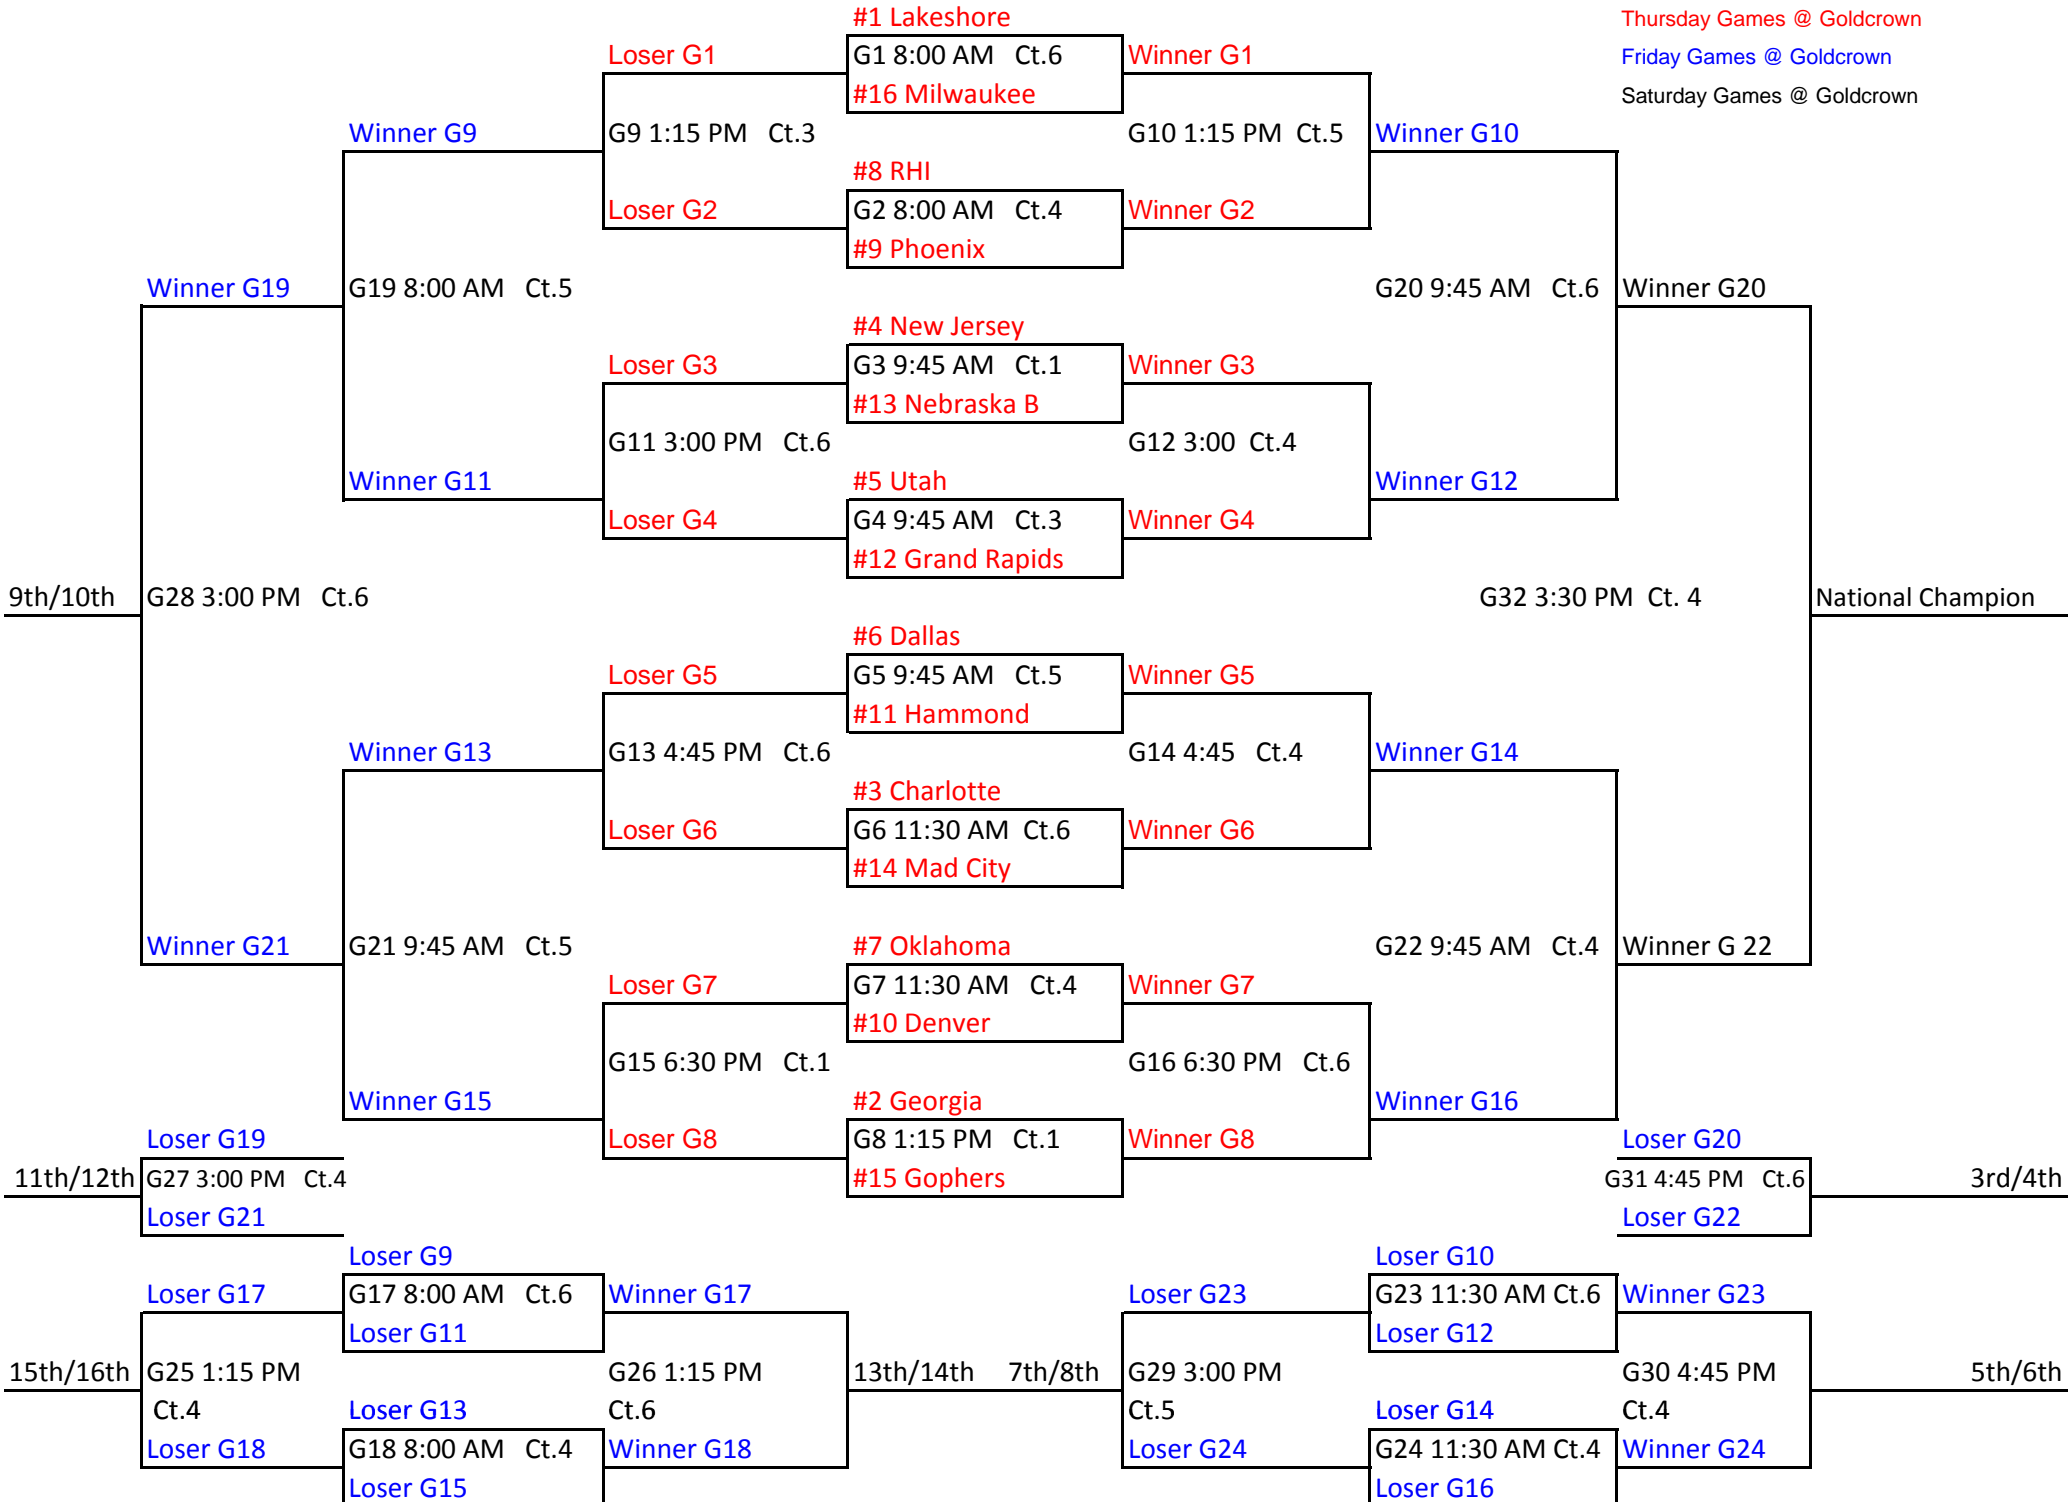 #1 Lakeshore
Thursday Games @ Goldcrown
Loser G1
G1 8:00 AM Ct.6
Winner G1
Friday Games @ Goldcrown
#16 Milwaukee
Saturday Games @ Goldcrown
Winner G9
G9 1:15 PM Ct.3
G10 1:15 PM Ct.5
Winner G10
#8 RHI
Loser G2
G2 8:00 AM Ct.4
Winner G2
#9 Phoenix
Winner G19
G19 8:00 AM Ct.5
G20 9:45 AM Ct.6
Winner G20
#4 New Jersey
Loser G3
G3 9:45 AM Ct.1
Winner G3
#13 Nebraska B
G11 3:00 PM Ct.6
G12 3:00 Ct.4
Winner G11
#5 Utah
Winner G12
Loser G4
G4 9:45 AM Ct.3
Winner G4
#12 Grand Rapids
9th/10th
G28 3:00 PM Ct.6
G32 3:30 PM Ct. 4
National Champion
#6 Dallas
Loser G5
G5 9:45 AM Ct.5
Winner G5
#11 Hammond
Winner G13
G13 4:45 PM Ct.6
G14 4:45 Ct.4
Winner G14
#3 Charlotte
Loser G6
G6 11:30 AM Ct.6
Winner G6
#14 Mad City
Winner G21
G21 9:45 AM Ct.5
#7 Oklahoma
G22 9:45 AM Ct.4
Winner G 22
Loser G7
G7 11:30 AM Ct.4
Winner G7
#10 Denver
G15 6:30 PM Ct.1
G16 6:30 PM Ct.6
Winner G15
#2 Georgia
Winner G16
Loser G19
Loser G8
G8 1:15 PM Ct.1
Winner G8
Loser G20
11th/12th
G27 3:00 PM Ct.4
#15 Gophers
G31 4:45 PM Ct.6
3rd/4th
Loser G21
Loser G22
Loser G9
Loser G10
Loser G17
G17 8:00 AM Ct.6
Winner G17
Loser G23
G23 11:30 AM Ct.6
Winner G23
Loser G11
Loser G12
15th/16th
G25 1:15 PM
G26 1:15 PM
13th/14th
7th/8th
G29 3:00 PM
G30 4:45 PM
5th/6th
Ct.4
Loser G13
Ct.6
Ct.5
Loser G14
Ct.4
Loser G18
G18 8:00 AM Ct.4
Winner G18
Loser G24
G24 11:30 AM Ct.4
Winner G24
Loser G15
Loser G16